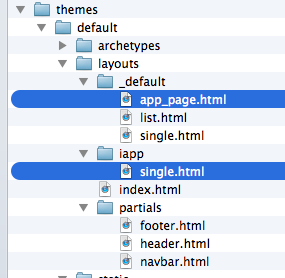 themes
default
archetypes
layouts
_default
app_page.html
list.html
single.html
iapp
single.html
index.html
partials
footer.html
header.html
navbar.html